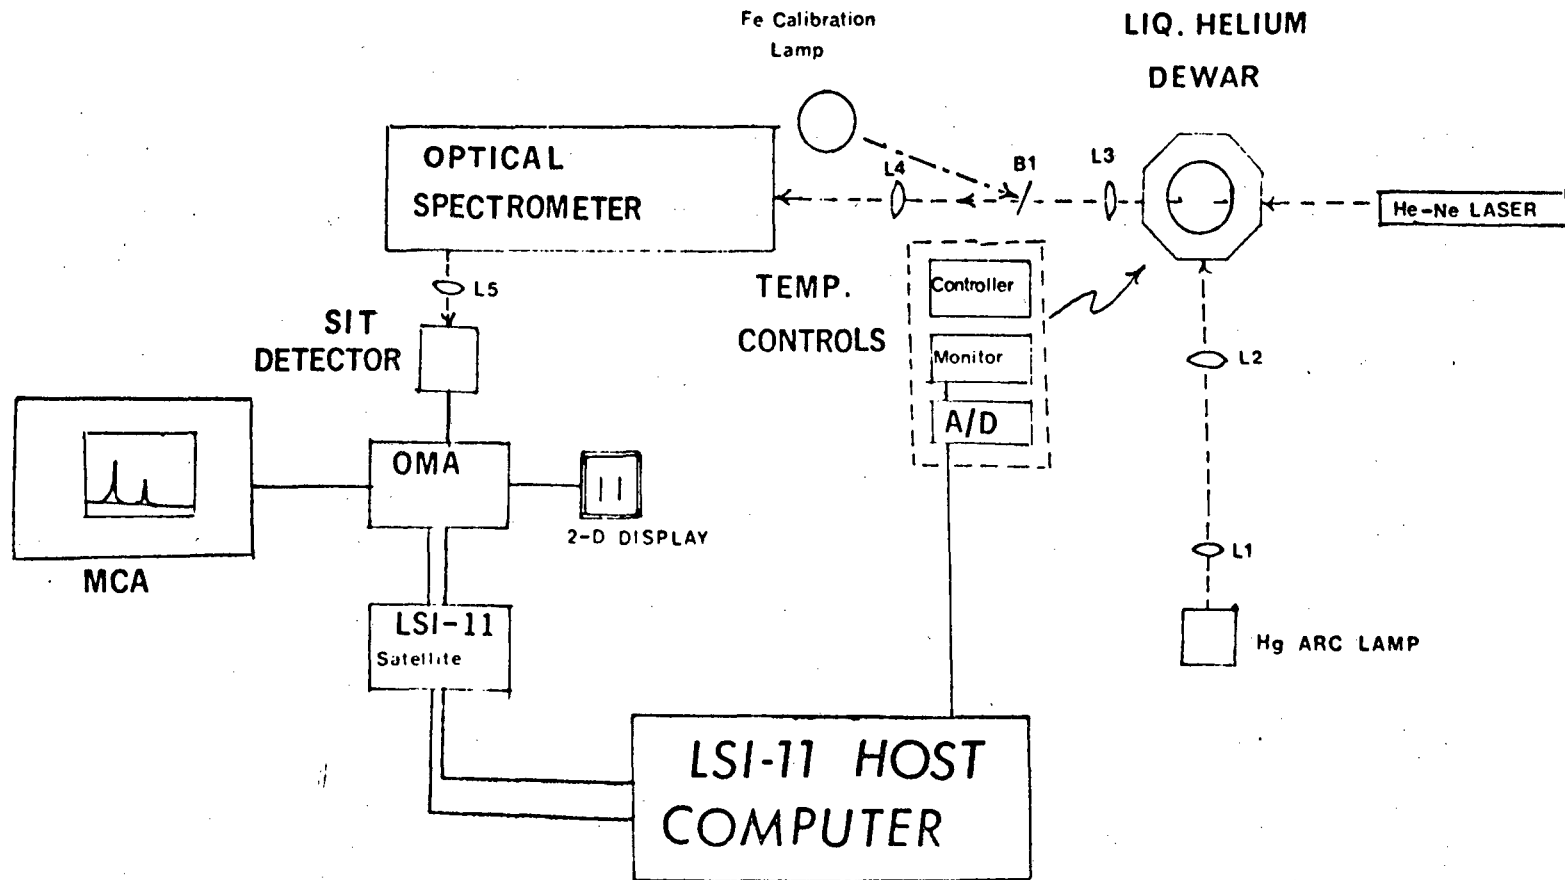 Fe Calibration
Lamp
LIQ. HELIUM
DEWAR
OPTICAL
SPECTROMETER
L4
B1
L3
He-Ne LASER
L5
TEMP.
CONTROLS
Controller
Monitor
A/D
SIT
DETECTOR
L2
OMA
2-D DISPLAY
MCA
L1
LSI-11
Satellite
Hg ARC LAMP
LSI-11 HOST
COMPUTER